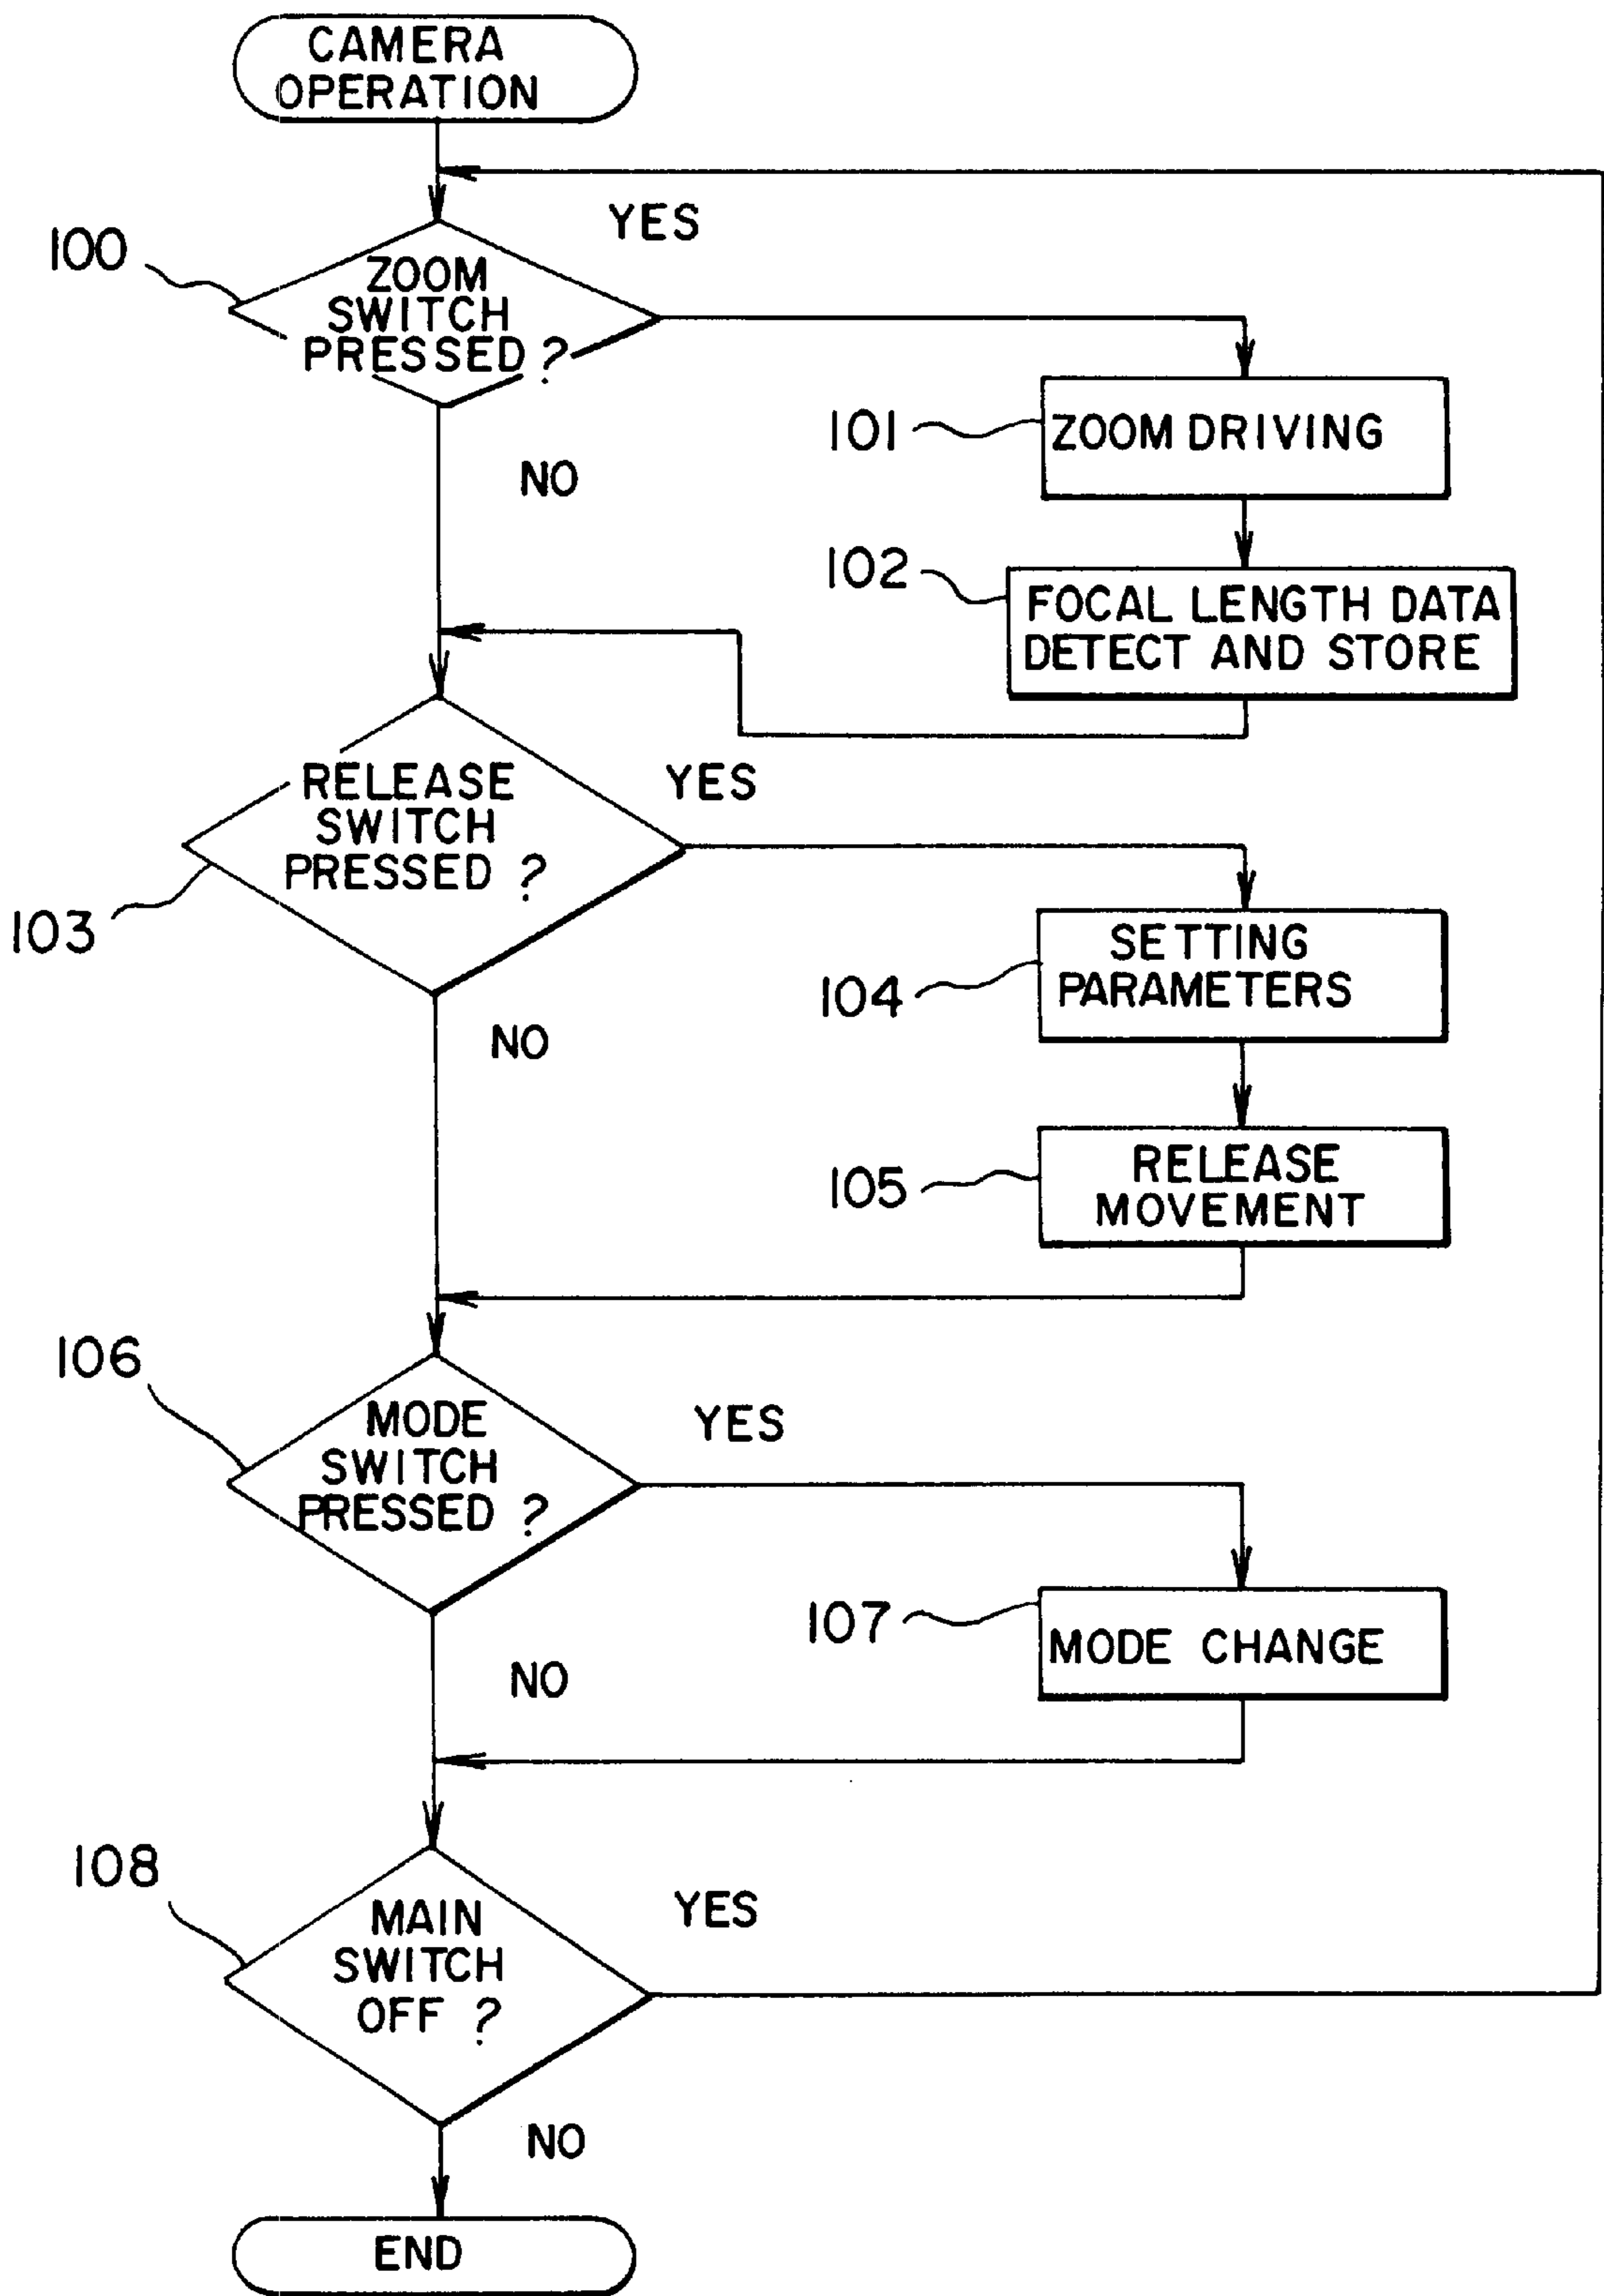 CAMERA
OPERATION
YES
100
ZOOM
SWITCH
PRESSED ?
101
ZOOM DRIVING
NO
102
FOCAL LENGTH DATA
DETECT AND STORE
RELEASE
SWITCH
PRESSED ?
YES
103
SETTING
PARAMETERS
104
NO
105
RELEASE
MOVEMENT
106
MODE
SWITCH
PRESSED ?
YES
107
MODE CHANGE
NO
108
MAIN
SWITCH
OFF ?
YES
NO
END